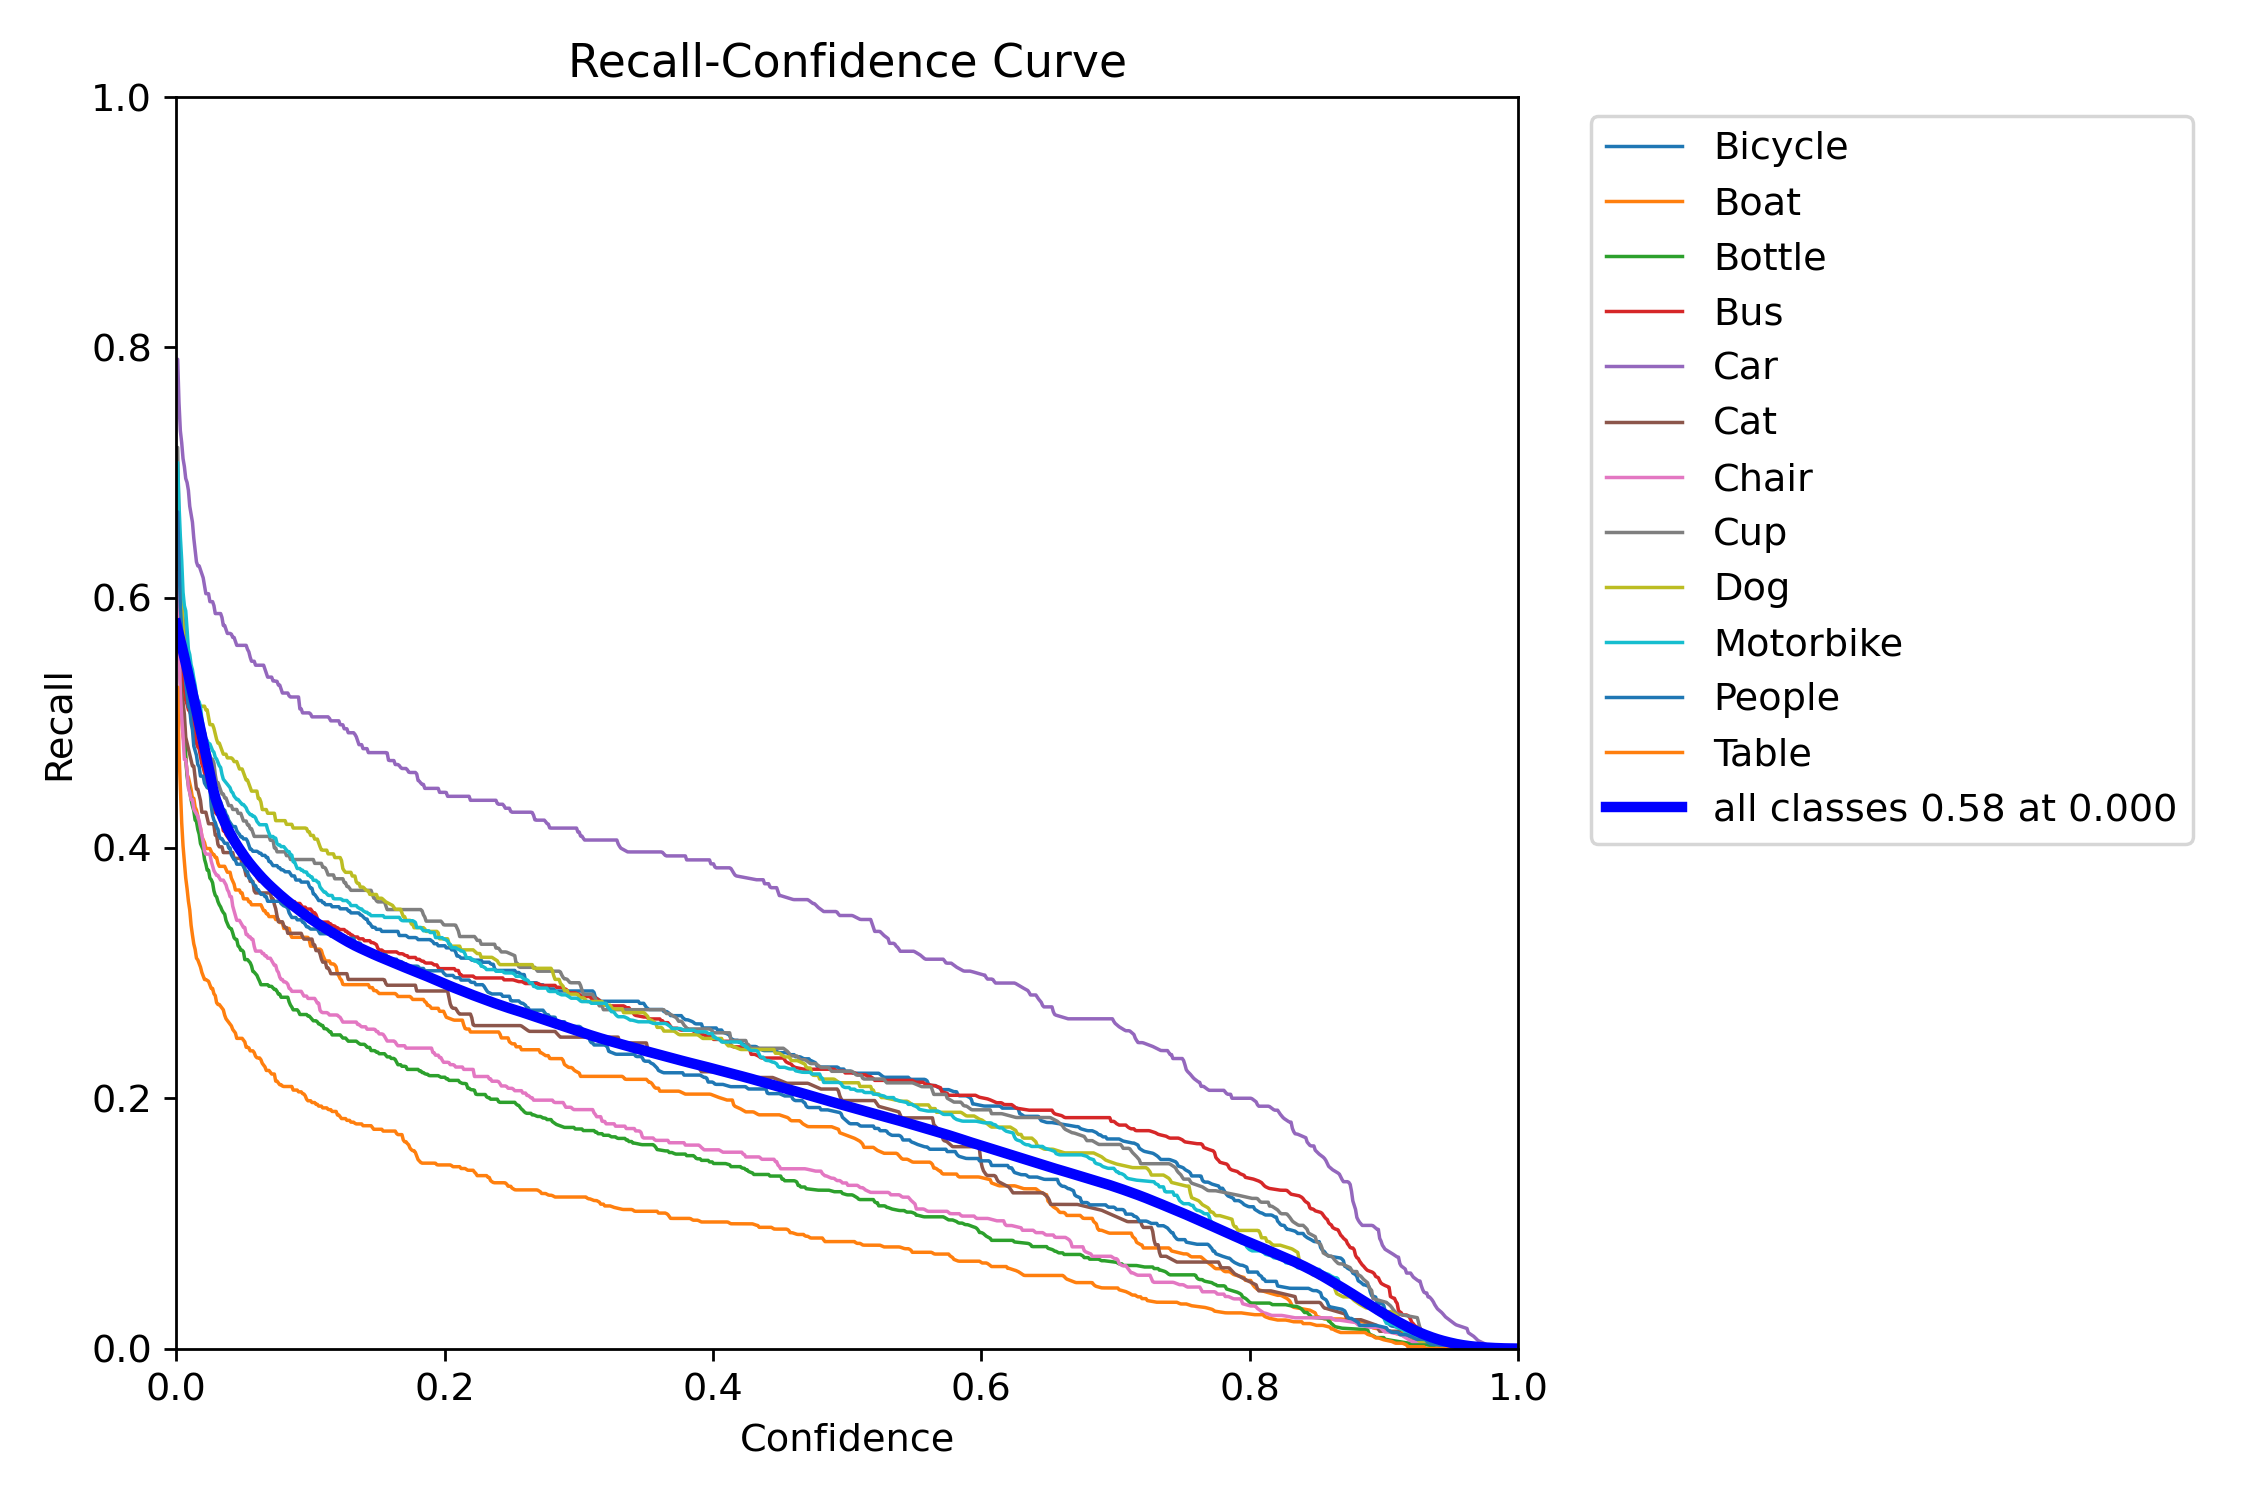 Recall-Confidence Curve
1.0
0.8
0.6
0.4
0.2
0.0
Recall
0.0 0.2 0.4 0.6 0.8 1.0
Confidence
Bicycle
Boat
Bottle
Bus
Car
Cat
Chair
Cup
Dog
Motorbike
People
Table
all classes 0.58 at 0.000